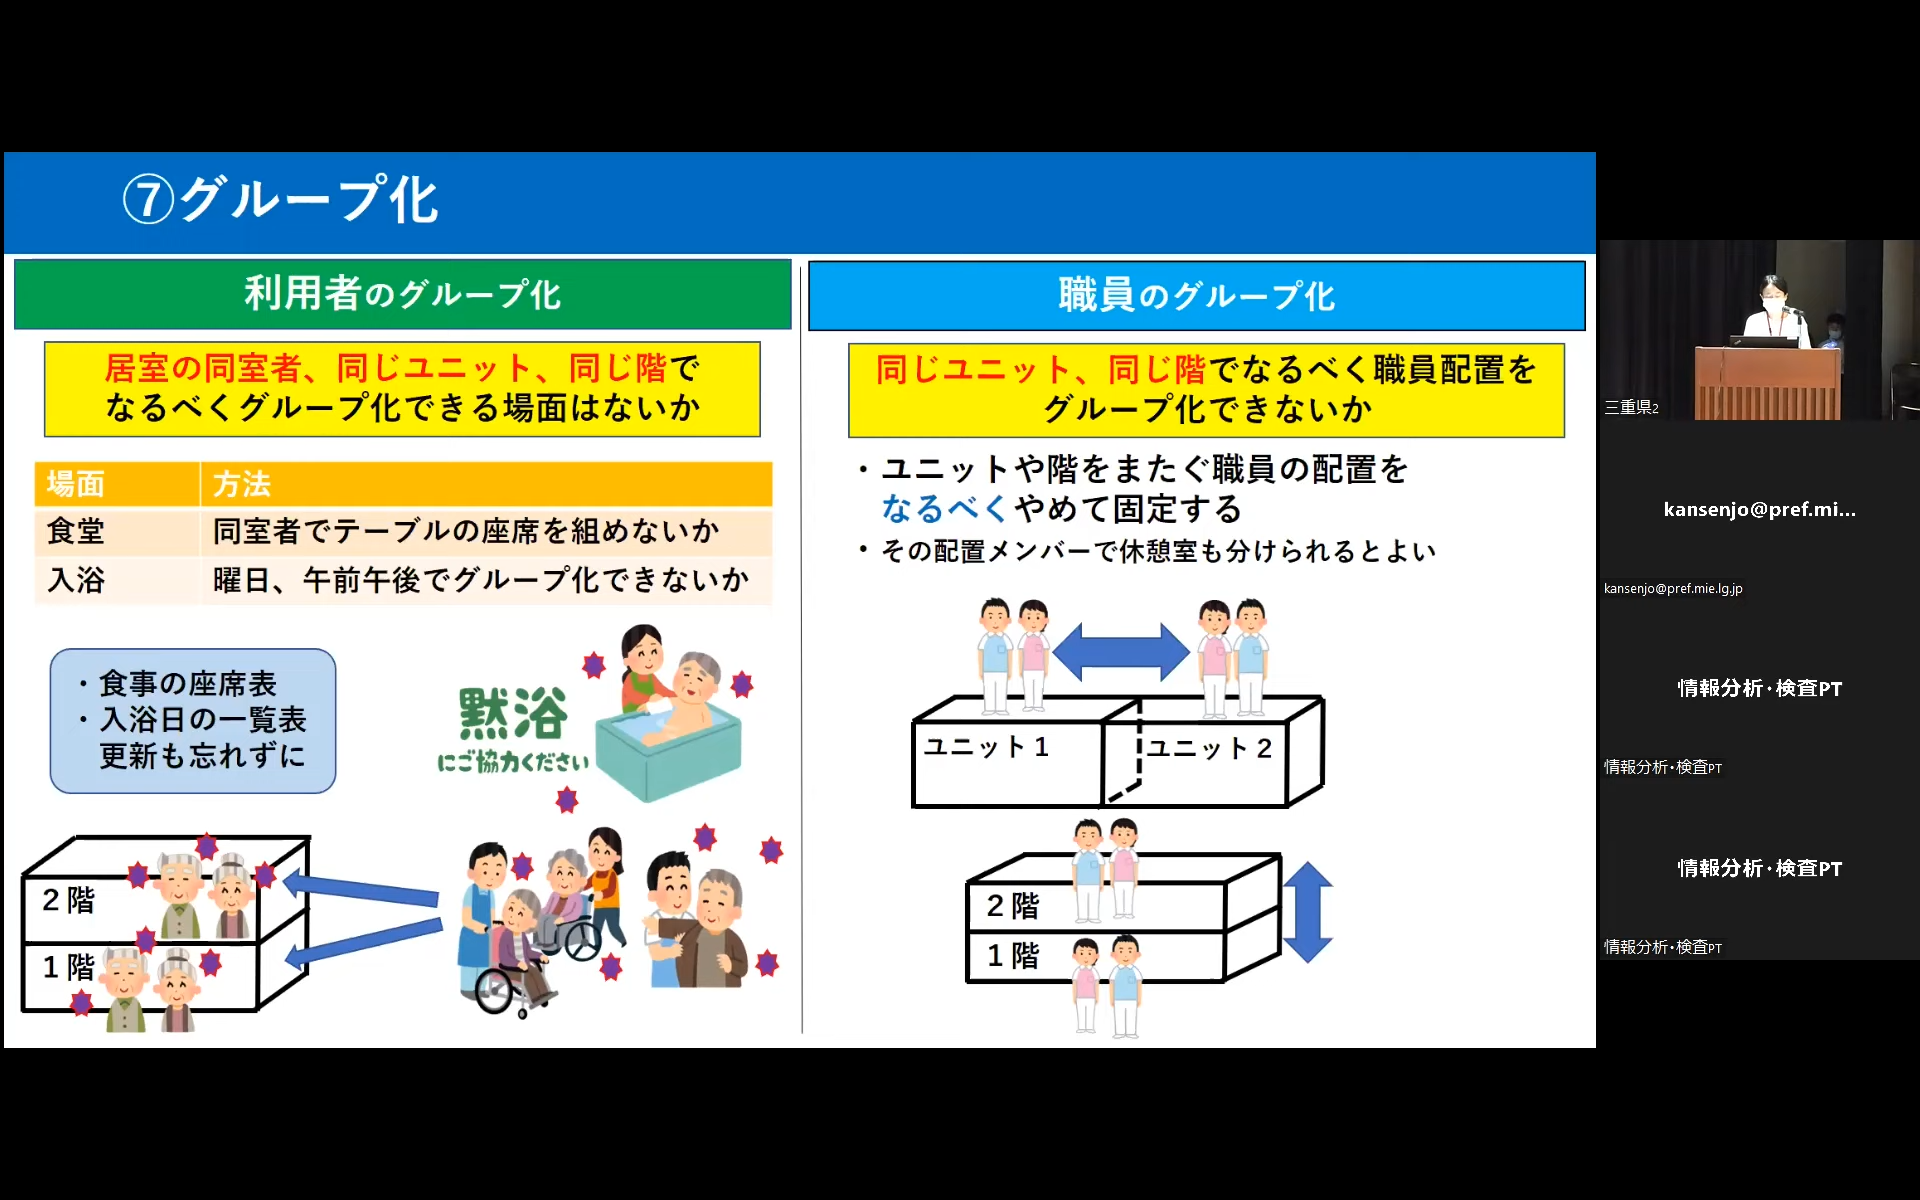 ⑦グループ化
利用者のグループ化
居室の同室者、同じユニット、同じ階で
なるべくグループ化できる場面はないか
場面 方法
食堂 同室者でテーブルの座席を組めないか
入浴 曜日、午前午後でグループ化できないか
・食事の座席表
・入浴日の一覧表
更新も忘れずに
黙浴
にご協力ください
2階
1階
職員のグループ化
同じユニット、同じ階でなるべく職員配置を
グループ化できないか
・ユニットや階をまたぐ職員の配置を
なるべくやめて固定する
・その配置メンバーで休憩室も分けられるとよい
ユニット1
ユニット2
2階
1階
三重県2
kansenjo@pref.mi...
kansenjo@pref.mie.lg.jp
情報分析・検査PT
情報分析・検査PT
情報分析・検査PT
情報分析・検査PT